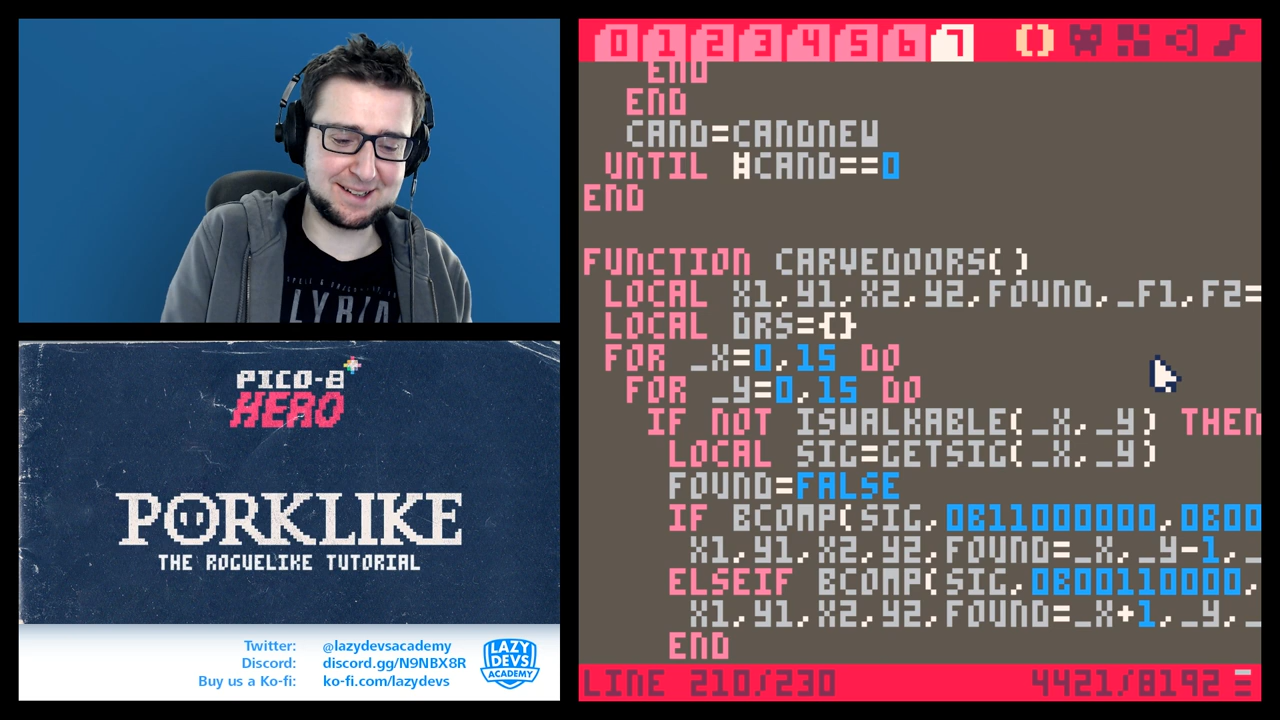 LYRIA
PICO-8
HERO
PORKLIKE
THE ROGUELIKE TUTORIAL
Twitter: @lazydevsacademy
Discord: discord.gg/N9NBX8R
Buy us a Ko-fi: ko-fi.com/lazydevs
LAZY
DEVS
ACADEMY
0 1 2 3 4 5 6 7 ()
END
END
CAND=CANDNEW
UNTIL #CAND==0
END
FUNCTION CARVEDOORS()
LOCAL X1,Y1,X2,Y2,FOUND,_F1,F2=
LOCAL DRS={}
FOR _X=0,15 DO
FOR _Y=0,15 DO
IF NOT ISWALKABLE(_X,_Y) THEN
LOCAL SIG=GETSIG(_X,_Y)
FOUND=FALSE
IF BCOMP(SIG,0B11000000,0B00
X1,Y1,X2,Y2,FOUND=_X,_Y-1,_
ELSEIF BCOMP(SIG,0B00110000,
X1,Y1,X2,Y2,FOUND=_X+1,_Y,_
END
LINE 210/230 4421/8192